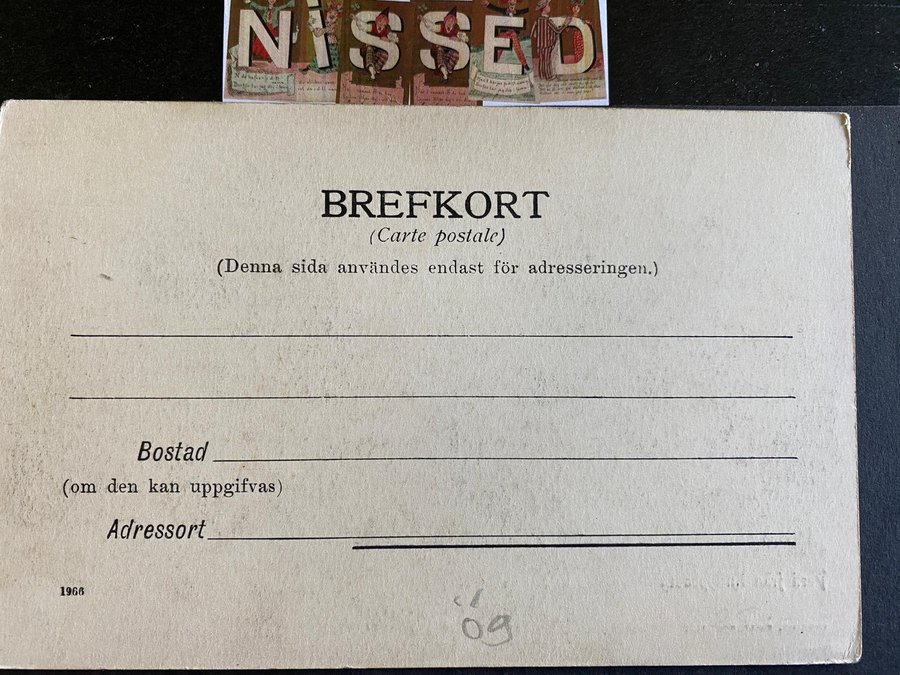 NISSED
BREFKORT
(Carte postale)
(Denna sida användes endast för adresseringen.)
Bostad
(om den kan uppgifvas)
Adressort
1966
09